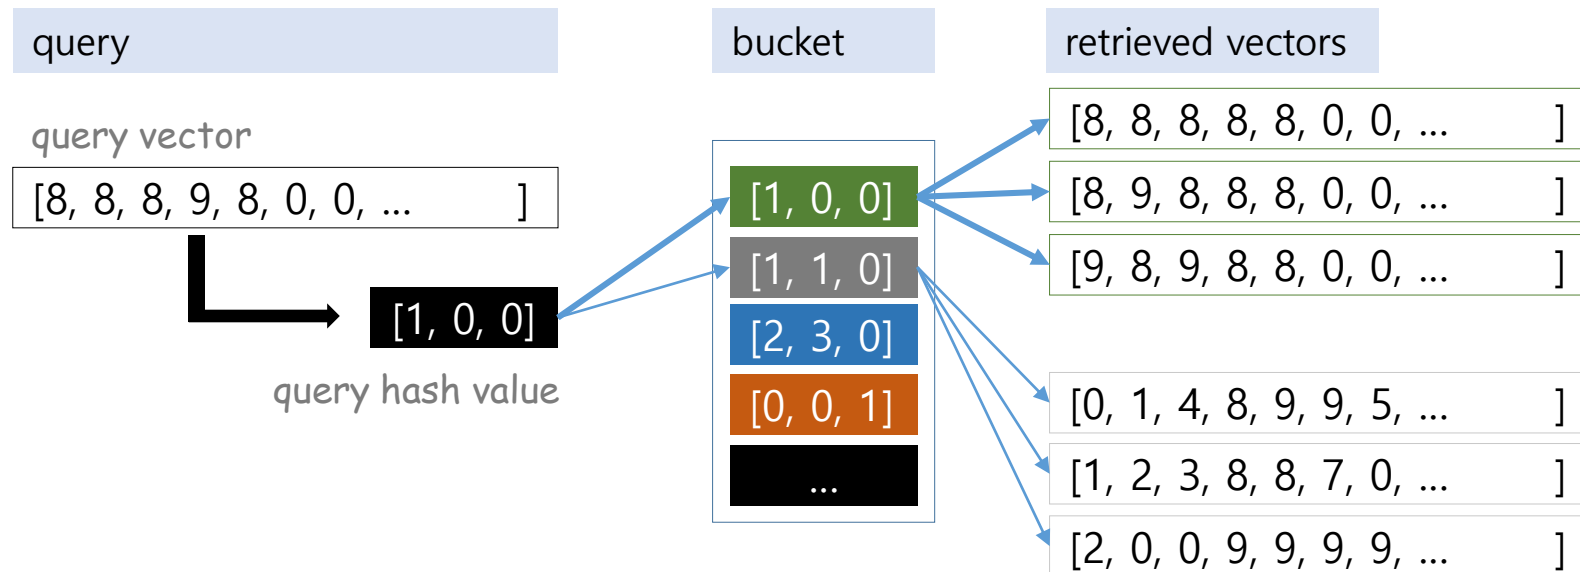 query
bucket
retrieved vectors
query vector
[8, 8, 8, 9, 8, 0, 0, ... ]
[1, 0, 0]
query hash value
[1, 0, 0]
[1, 1, 0]
[2, 3, 0]
[0, 0, 1]
...
[8, 8, 8, 8, 8, 0, 0, ... ]
[8, 9, 8, 8, 8, 0, 0, ... ]
[9, 8, 9, 8, 8, 0, 0, ... ]
[0, 1, 4, 8, 9, 9, 5, ... ]
[1, 2, 3, 8, 8, 7, 0, ... ]
[2, 0, 0, 9, 9, 9, 9, ... ]